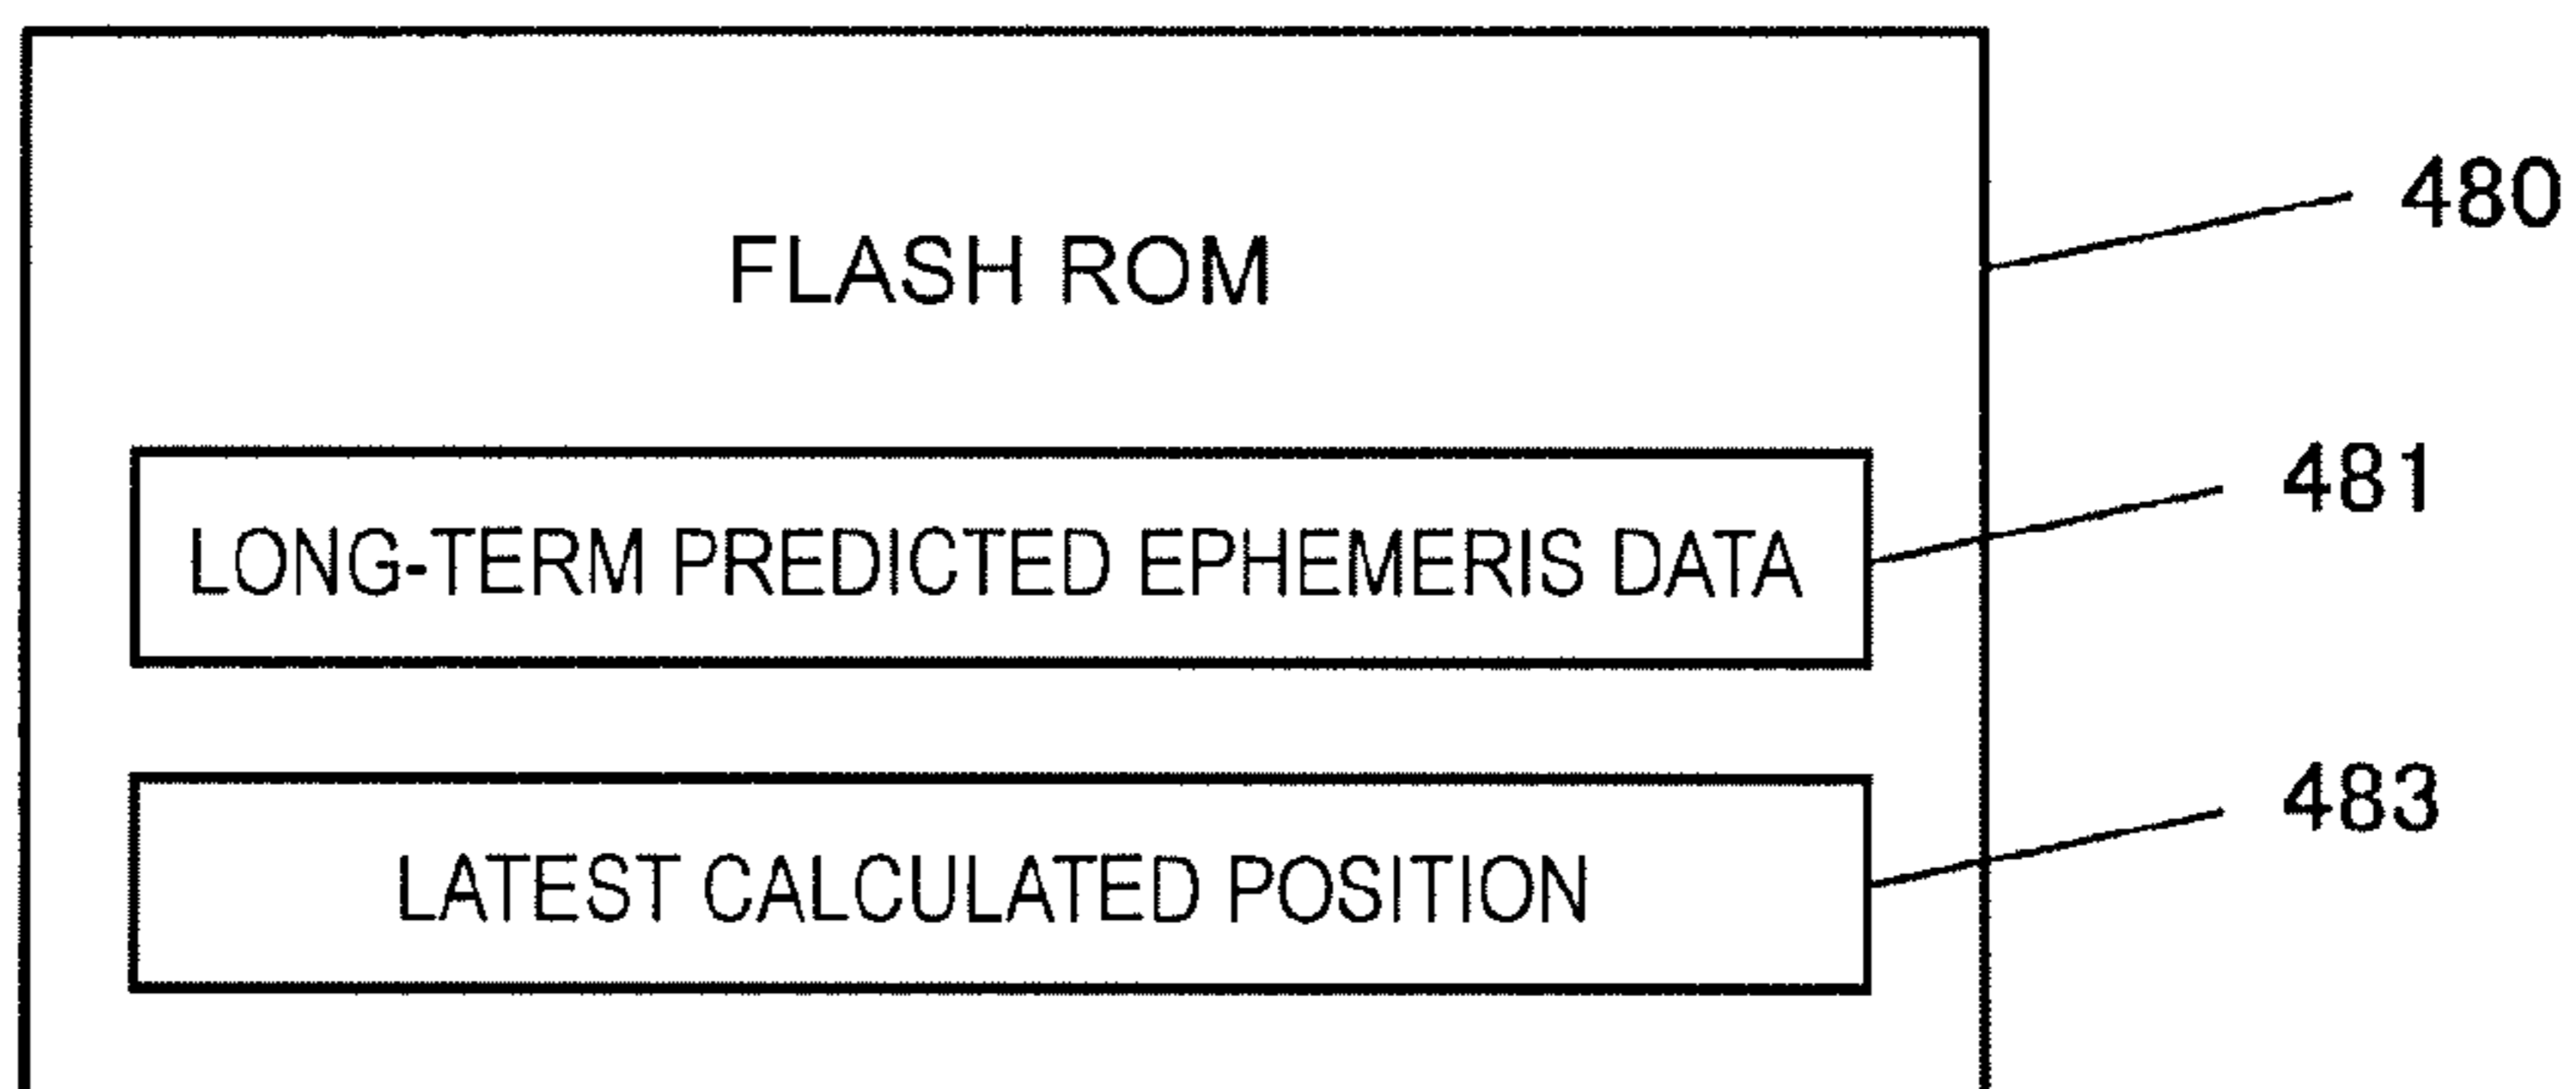 FLASH ROM
480
LONG-TERM PREDICTED EPHEMERIS DATA
481
LATEST CALCULATED POSITION
483